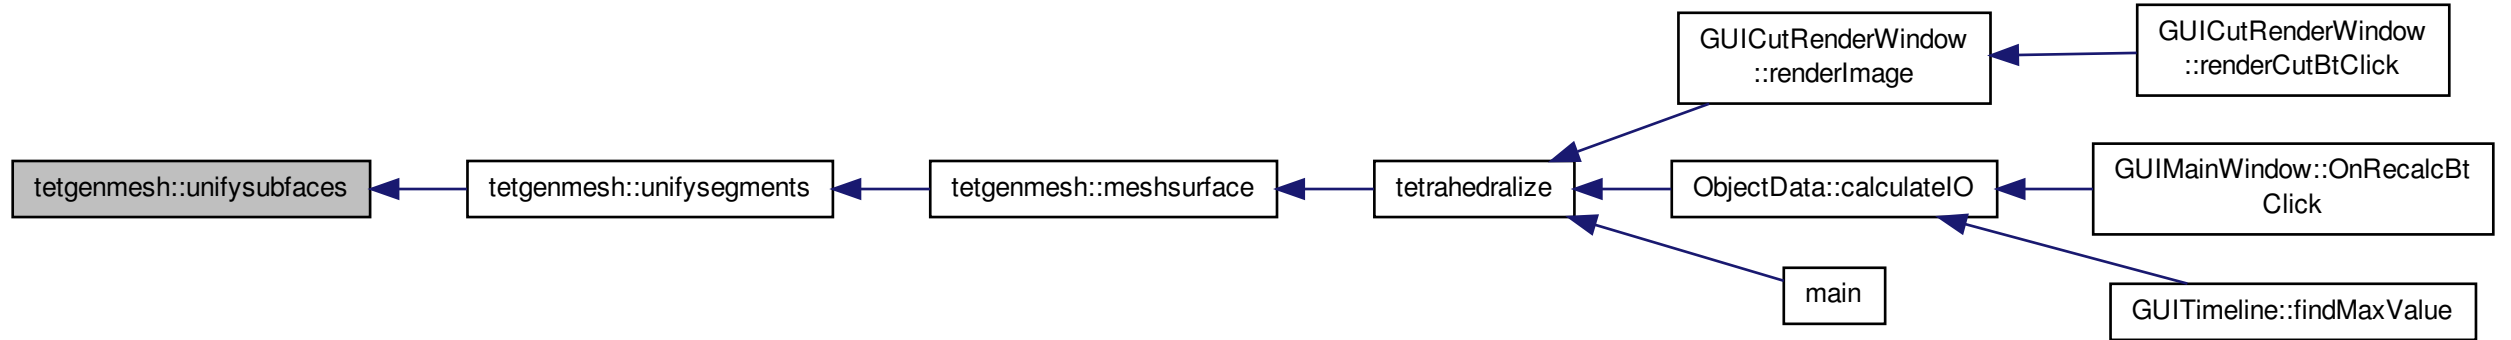 GUICutRenderWindow
::renderImage
GUICutRenderWindow
::renderCutBtClick
tetgenmesh::unifysubfaces
tetgenmesh::unifysegments
tetgenmesh::meshsurface
tetrahedralize
ObjectData::calculateIO
GUIMainWindow::OnRecalcBt
Click
main
GUITimeline::findMaxValue